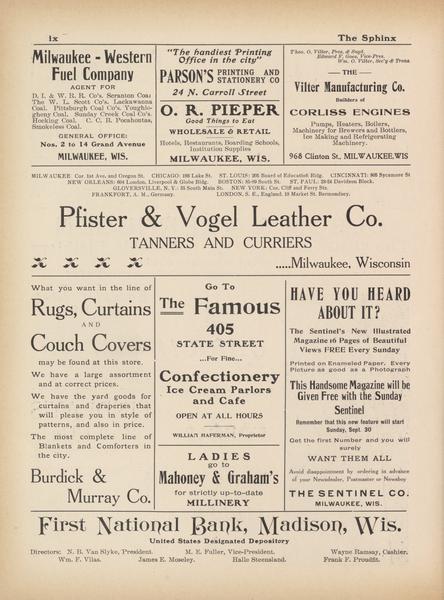 ix
The Sphinx
Milwaukee - Western
Fuel Company
AGENT FOR
D. L. & W. R. R. Co's. Scranton Coal
The W. L. Scott Co's. Lackawanna
Coal. Pittsburgh Coal Co's. Youghio-
gheny Coal. Sunday Creek Coal Co's.
Hocking Coal. C. C. B. Pocahontas,
Smokeless Coal.
GENERAL OFFICE:
Nos. 2 to 14 Grand Avenue
MILWAUKEE, WIS.
"The handiest Printing
Office in the city"
PARSON'S PRINTING AND
STATIONERY CO
24 N. Carroll Street
O. R. PIEPER
Good Things to Eat
WHOLESALE & RETAIL
Hotels, Restaurants, Boarding Schools,
Institution Supplies
MILWAUKEE, WIS.
Theo. O. Vilter, Pres. & Supt.
Edward F. Goes, Vice-Pres.
Wm. O. Vilter, Sec'y & Treas.
THE
Vilter Manufacturing Co.
Builders of
CORLISS ENGINES
Pumps, Heaters, Boilers,
Machinery for Brewers and Bottlers,
Ice Making and Refrigerating
Machinery.
968 Clinton St., MILWAUKEE, WIS
MILWAUKEE Cor. 1st Ave, and Oregon St. CHICAGO: 188 Lake St. ST. LOUIS: 205 Board of Education Bldg. CINCINNATI: 805 Sycamore St
NEW ORLEANS: 604 London, Liverpool & Globe Bldg. BOSTON: 85-99 South St. ST. PAUL: 28-34 Davidson Block.
GLOVERSVILLE, N. Y.: 35 South Main St. NEW YORK: Cor. Cliff and Ferry Sts.
FRANKFORT, A. M., Germany. LONDON, S. E., England. 18 Market St. Bermondsey.
Pfister & Vogel Leather Co.
TANNERS AND CURRIERS
.....Milwaukee, Wisconsin
What you want in the line of
Rugs, Curtains
AND
Couch Covers
may be found at this store.
We have a large assortment
and at correct prices.
We have the yard goods for
curtains and draperies that
will please you in style of
patterns, and also in price.
The most complete line of
Blankets and Comforters in
the city.
Burdick &
Murray Co.
Go To
The Famous
405
STATE STREET
...For Fine...
Confectionery
Ice Cream Parlors
and Cafe
OPEN AT ALL HOURS
WILLIAM HAFERMAN, Proprietor
LADIES
go to
Mahoney & Graham's
for strictly up-to-date
MILLINERY
HAVE YOU HEARD
ABOUT IT?
The Sentinel's New Illustrated
Magazine 16 Pages of Beautiful
Views FREE Every Sunday
Printed on Enameled Paper. Every
Picture as good as a Photograph
This Handsome Magazine will be
Given Free with the Sunday
Sentinel
Remember that this new feature will start
Sunday, Sept. 30
Get the first Number and you will
surely
WANT THEM ALL
Avoid disappointment by ordering in advance
of your Newsdealer, Postmaster or Newsboy
THE SENTINEL CO.
MILWAUKEE, WIS.
First National Bank, Madison, Wis.
United States Designated Depository
Directors: N. B. Van Slyke, President. M. E. Fuller, Vice-President. Wayne Ramsay, Cashier.
Wm. F. Vilas. James E. Moseley. Halle Steensland. Frank F. Proudfit.